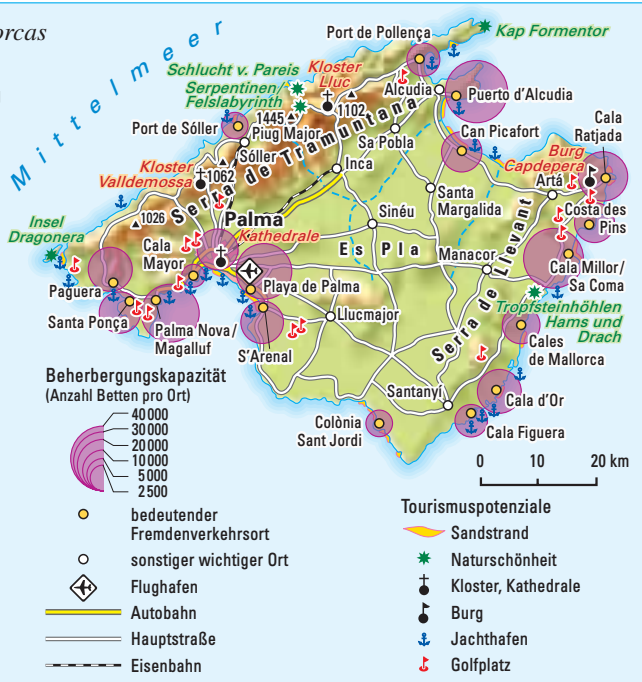 orcas
Mittelmeer
Port de Pollença
Kap Formentor
Kloster
Lluc
Schlucht v. Pareis
Serpentinen/
Felslabyrinth
Alcudia
Puerto d'Alcudia
1102
1445
Port de Sóller
Piug Major
Sa Pobla
Can Picafort
Cala
Ratjada
Burg
Capdepera
Sóller
Serra de Tramuntana
Kloster
Valldemossa
1062
Inca
Artá
Santa
Margalida
Costa des
Pins
1026
Palma
Kathedrale
Sinéu
Insel
Dragonera
Cala
Mayor
Es Pla
Manacor
Serra de Llevant
Cala Millor/
Sa Coma
Paguera
Playa de Palma
Tropfsteinhöhlen
Hams und
Drach
Santa Ponça
Palma Nova/
Magalluf
Llucmajor
S'Arenal
Cales
de Mallorca
Santanyí
Cala d'Or
Colònia
Sant Jordi
Cala Figuera
Beherbergungskapazität
(Anzahl Betten pro Ort)
40000
30000
20000
10000
5000
2500
bedeutender
Fremdenverkehrsort
sonstiger wichtiger Ort
Flughafen
Autobahn
Hauptstraße
Eisenbahn
0 10 20 km
Tourismuspotenziale
Sandstrand
Naturschönheit
Kloster, Kathedrale
Burg
Jachthafen
Golfplatz